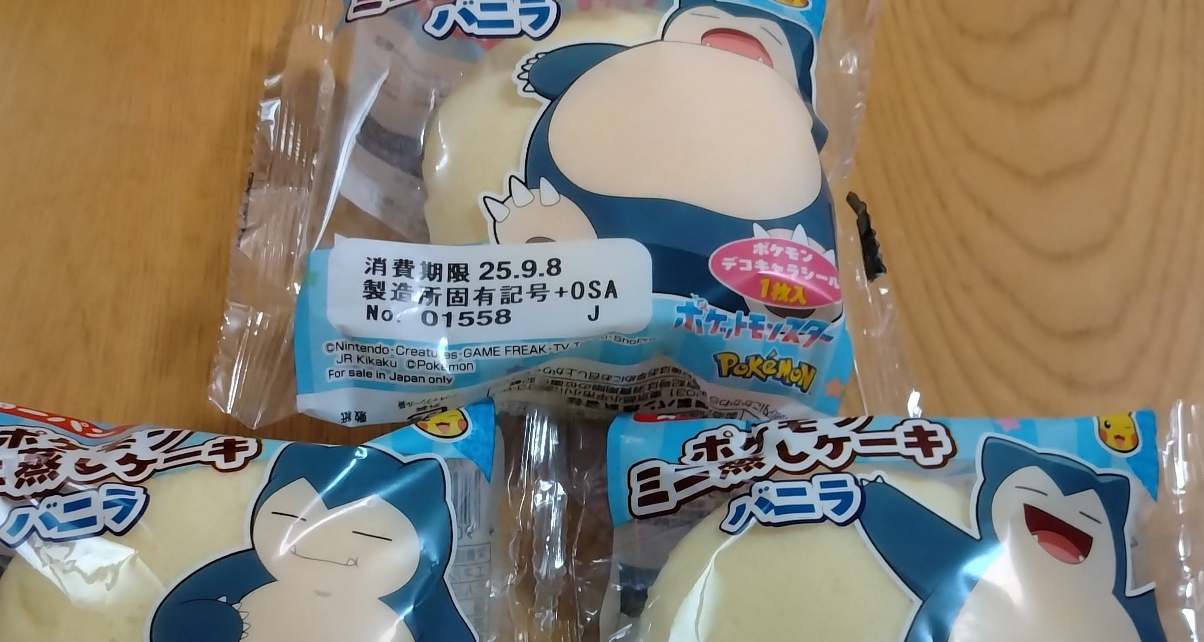 バニラ
消費期限 25.9.8
製造所固有記号+OSA
No. 01558 J
ポケモン
デコキャラシール
1枚入
ポケットモンスター
POKéMON
©Nintendo・Creatures・GAME FREAK・TV Tokyo・ShoPro
JR Kikaku ©Pokémon
For sale in Japan only
蒸しケーキ
バニラ
ポケモン
ミニ蒸しケーキ
バニラ